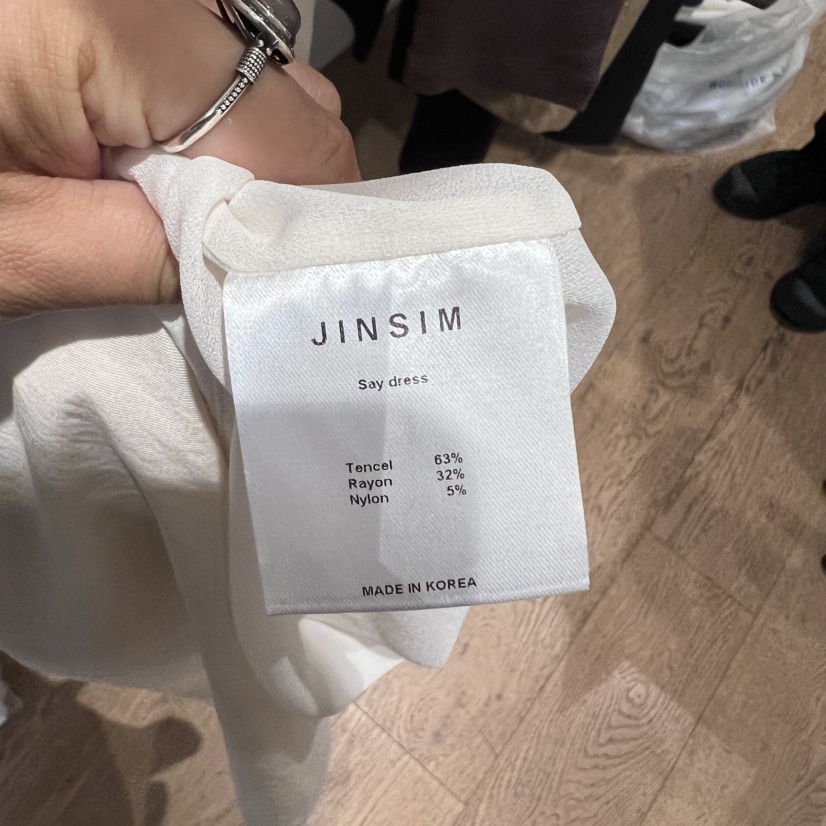 JINSIM
Say dress
Tencel 63%
Rayon 32%
Nylon 5%
MADE IN KOREA